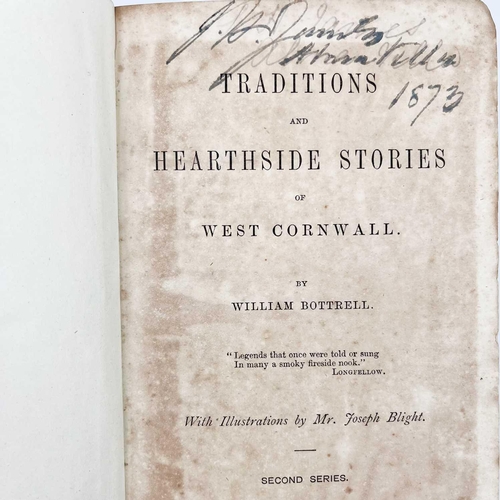 1873
TRADITIONS
AND
HEARTHSIDE STORIES
OF
WEST CORNWALL.
BY
WILLIAM BOTTRELL.
"Legends that once were told or sung
In many a smoky fireside nook."
LONGFELLOW.
With Illustrations by Mr. Joseph Blight.
SECOND SERIES.